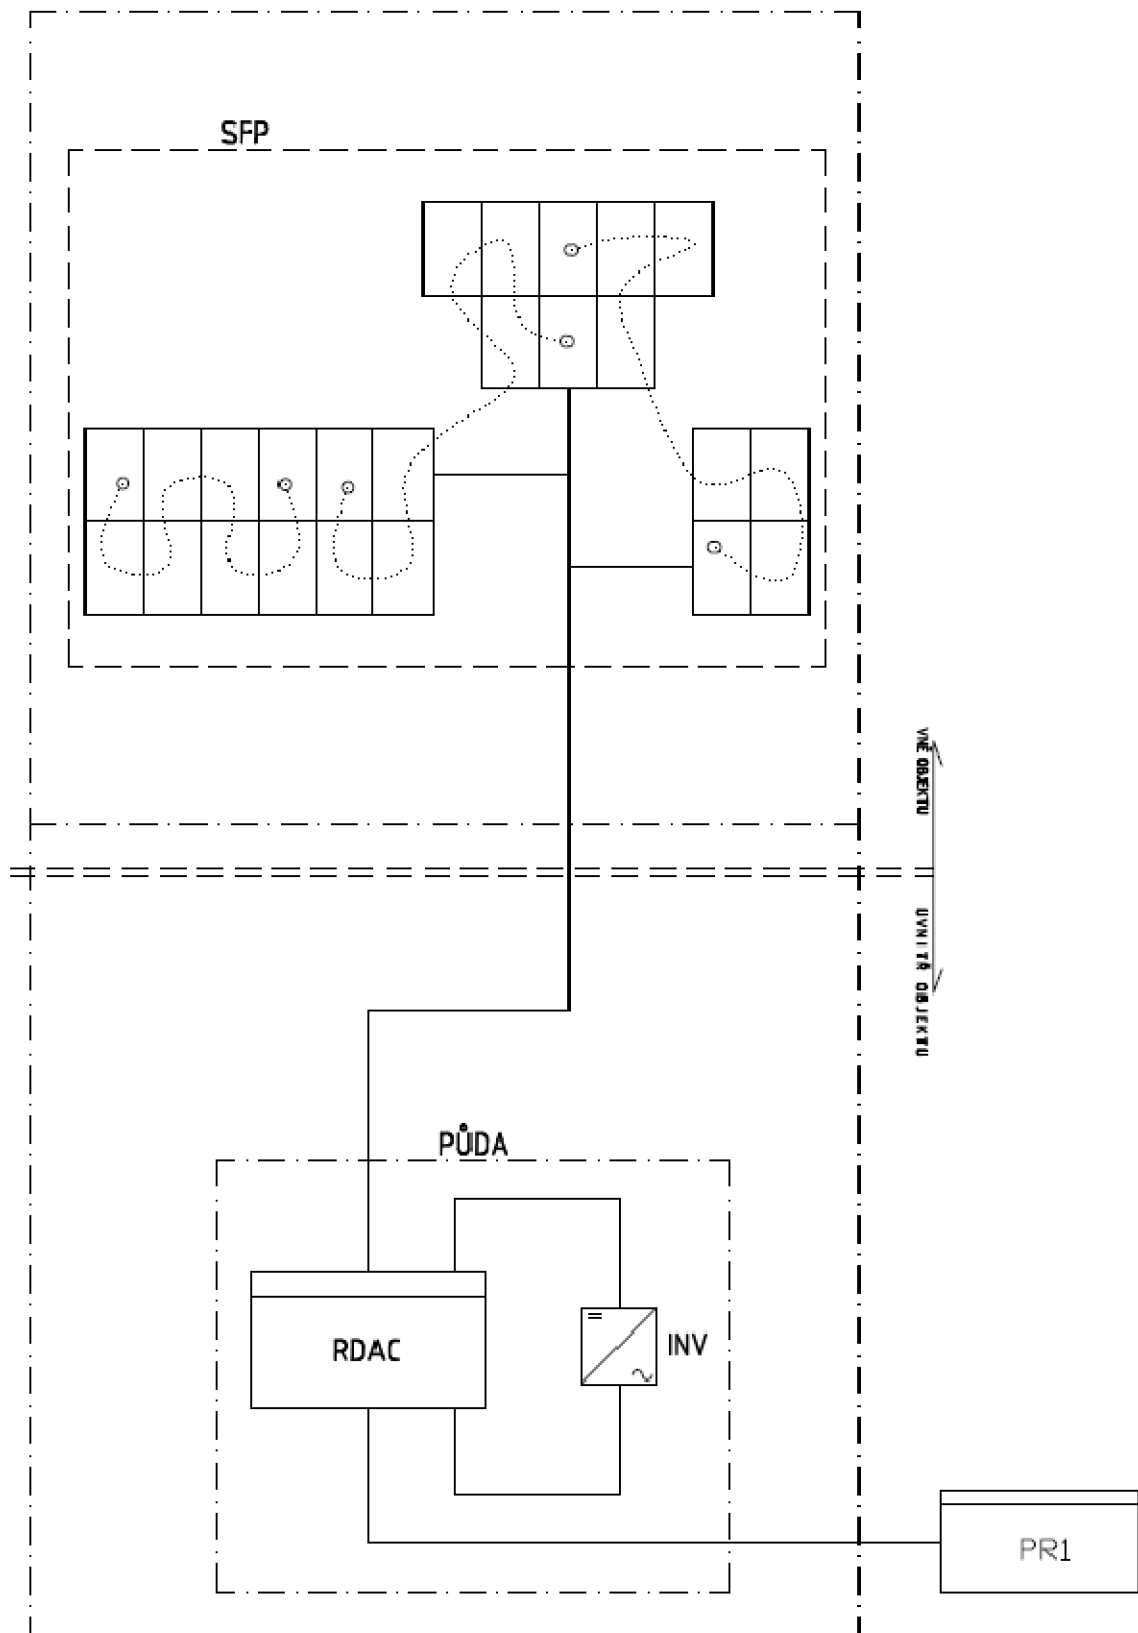 SFP
VNĚ OBJEKTU
UVNITŘ OBJEKTU
PŮDA
RDAC
INV
PR1